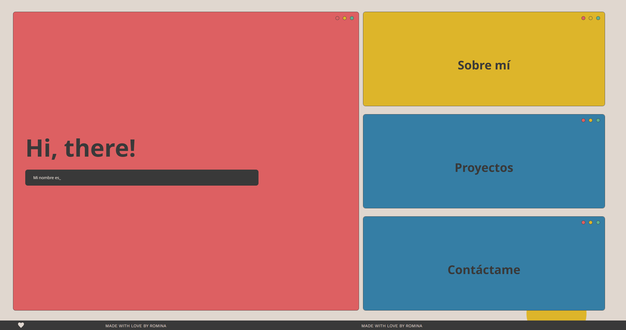 Hi, there!
Mi nombre es_
Sobre mí
Proyectos
Contáctame
MADE WITH LOVE BY ROMINA
MADE WITH LOVE BY ROMINA